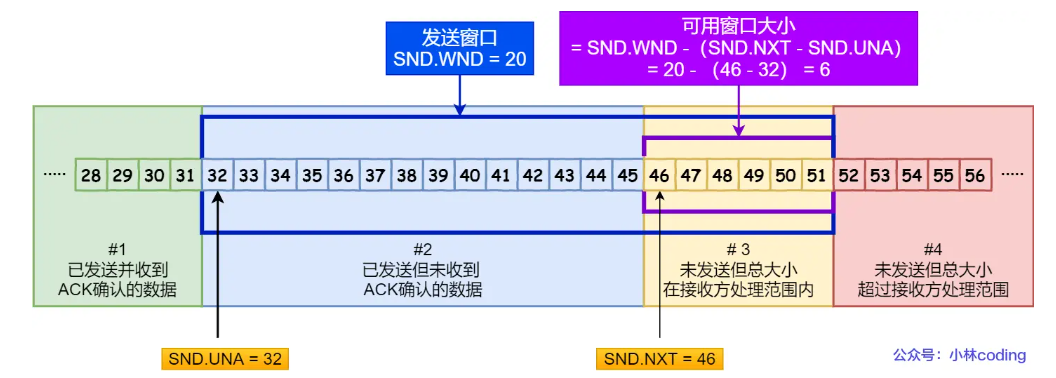 发送窗口
SND.WND = 20
可用窗口大小
= SND.WND -（SND.NXT - SND.UNA）
= 20 -（46 - 32） = 6
····· 28 29 30 31 32 33 34 35 36 37 38 39 40 41 42 43 44 45 46 47 48 49 50 51 52 53 54 55 56 ·····
#1
已发送并收到
ACK确认的数据
#2
已发送但未收到
ACK确认的数据
# 3
未发送但总大小
在接收方处理范围内
#4
未发送但总大小
超过接收方处理范围
SND.UNA = 32
SND.NXT = 46
公众号：小林coding